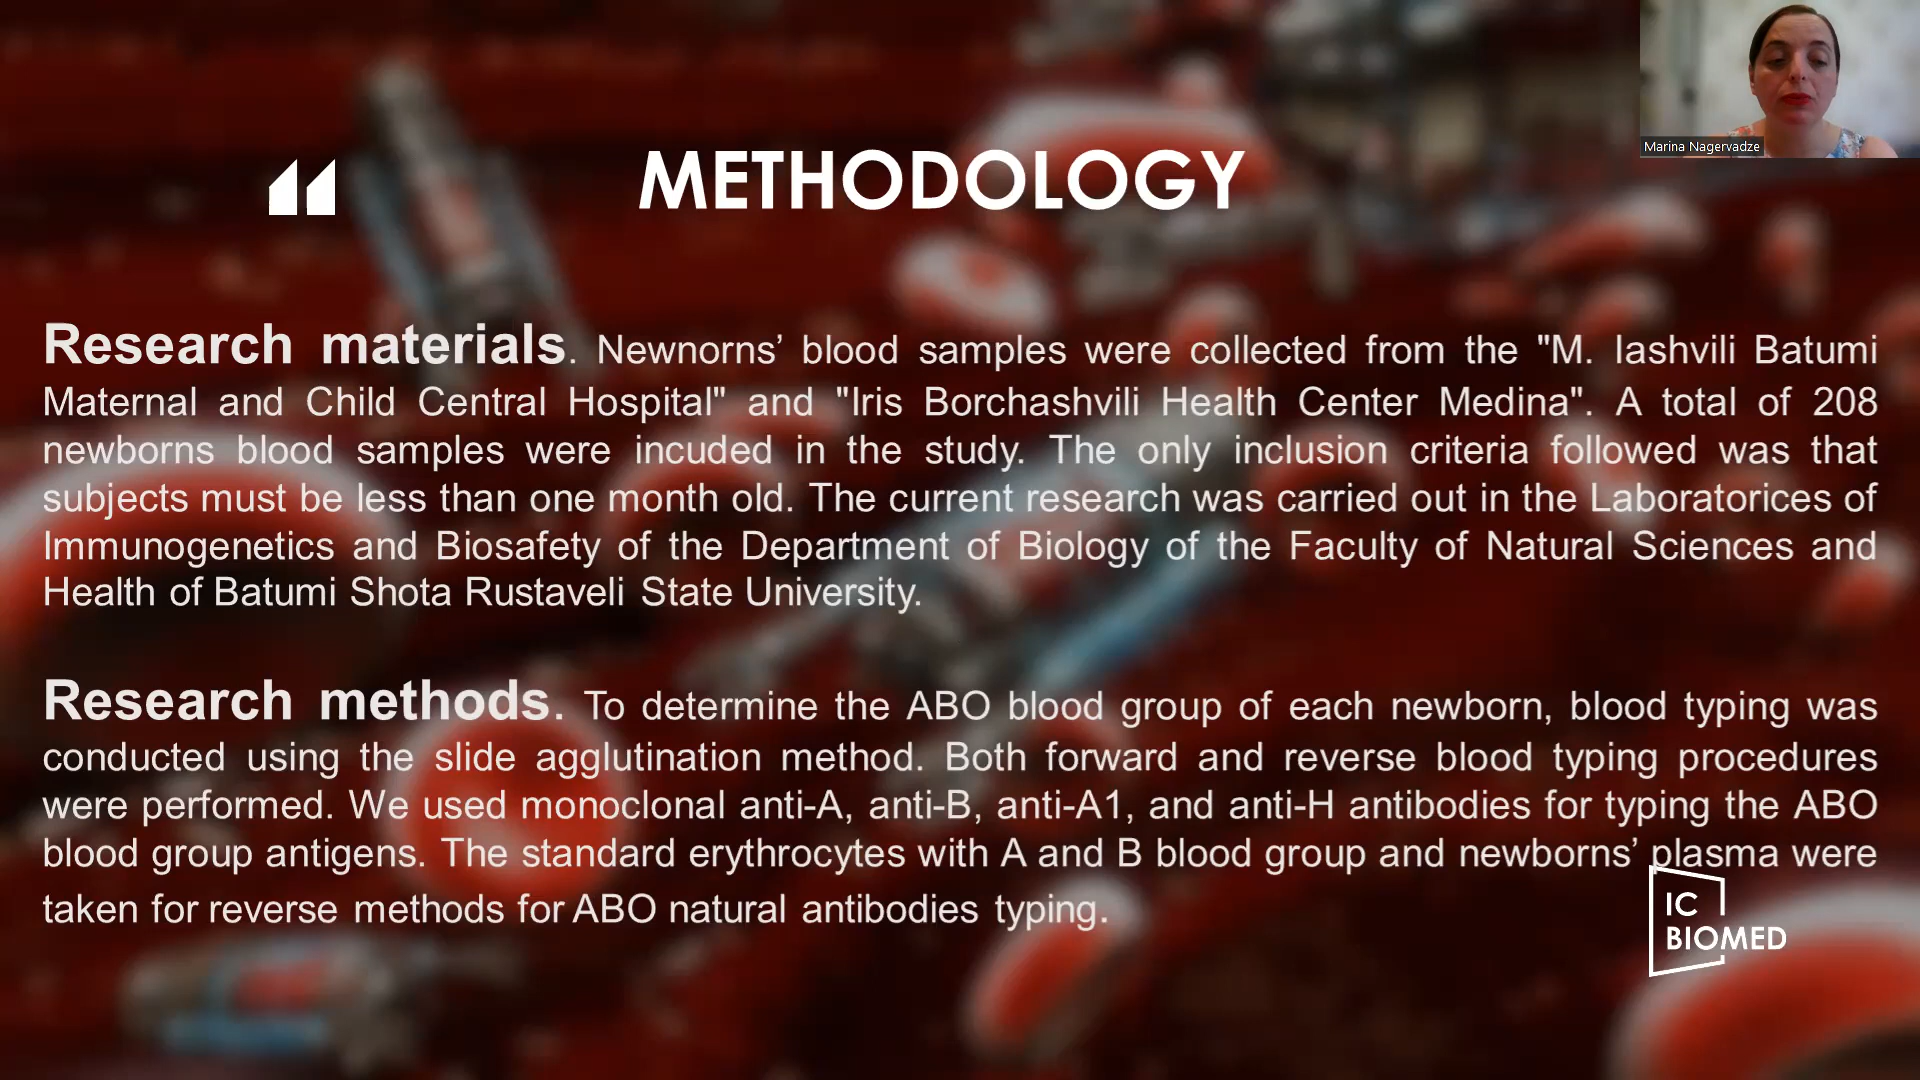 Marina Nagervadze
METHODOLOGY
Research materials. Newnorns’ blood samples were collected from the "M. Iashvili Batumi
Maternal and Child Central Hospital" and "Iris Borchashvili Health Center Medina". A total of 208
newborns blood samples were incuded in the study. The only inclusion criteria followed was that
subjects must be less than one month old. The current research was carried out in the Laboratorices of
Immunogenetics and Biosafety of the Department of Biology of the Faculty of Natural Sciences and
Health of Batumi Shota Rustaveli State University.
Research methods. To determine the ABO blood group of each newborn, blood typing was
conducted using the slide agglutination method. Both forward and reverse blood typing procedures
were performed. We used monoclonal anti-A, anti-B, anti-A1, and anti-H antibodies for typing the ABO
blood group antigens. The standard erythrocytes with A and B blood group and newborns’ plasma were
taken for reverse methods for ABO natural antibodies typing.
IC
BIOMED